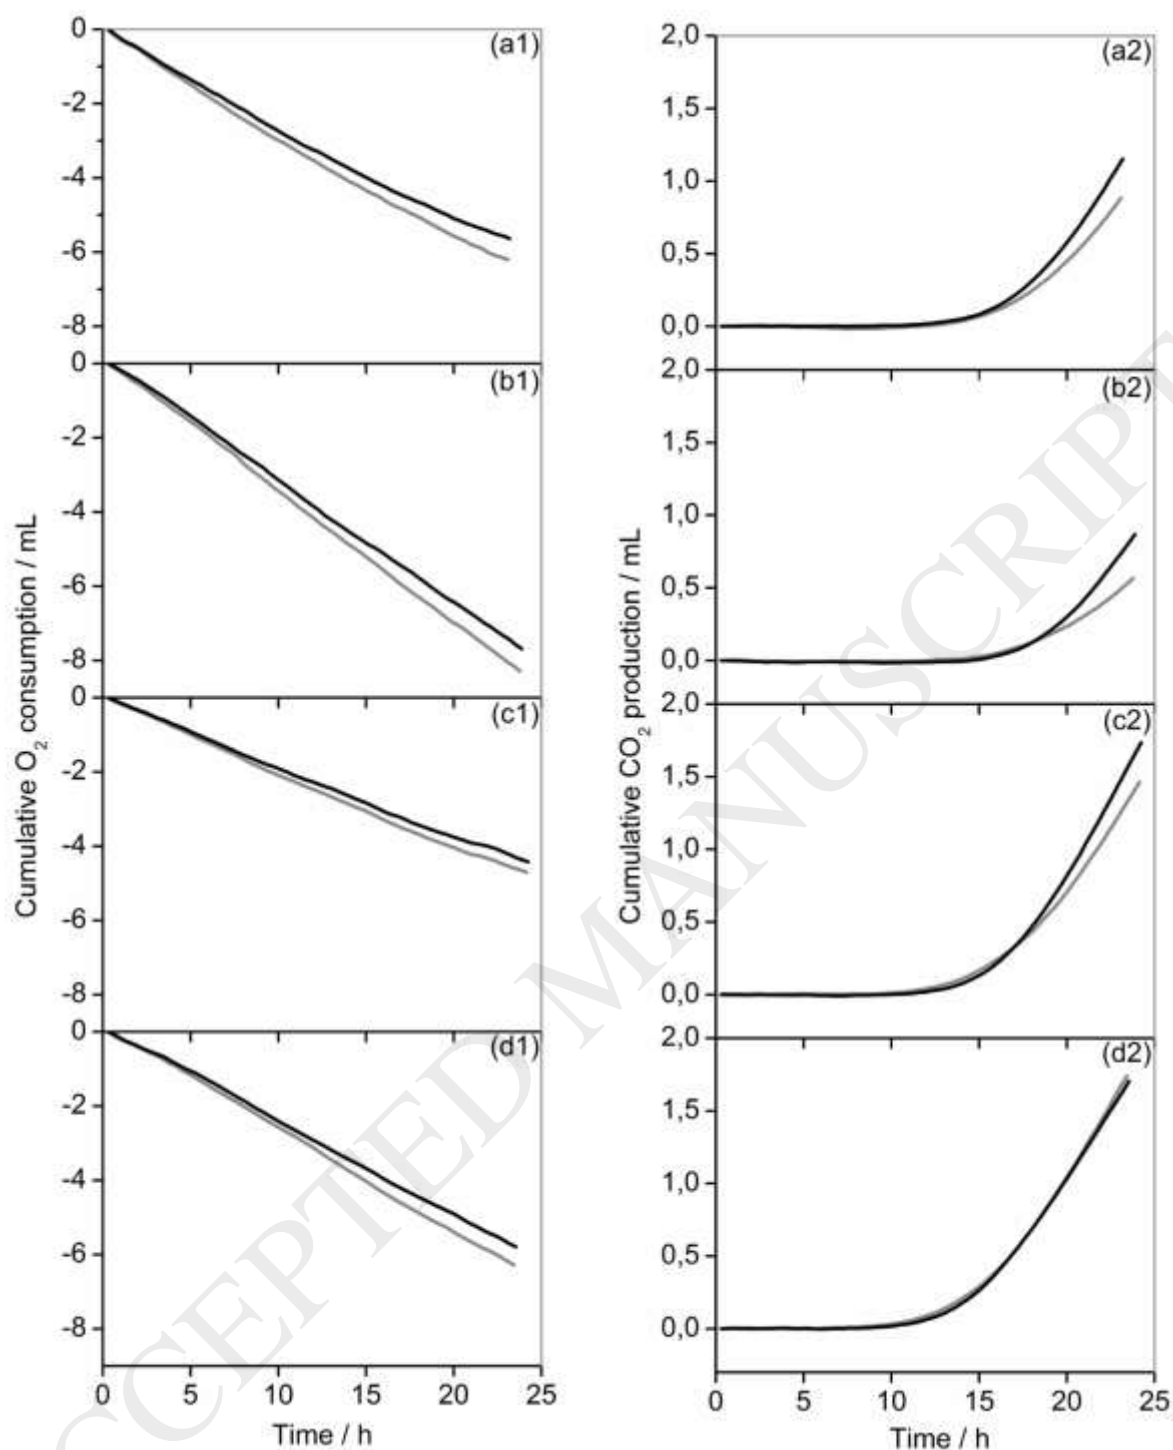 (a1)
0
-2
-4
-6
-8
(b1)
0
-2
-4
-6
-8
(c1)
0
-2
-4
-6
-8
(d1)
0
-2
-4
-6
-8
0 5 10 15 20 25
Time / h
Cumulative O₂ consumption / mL
(a2)
2,0
1,5
1,0
0,5
0,0
(b2)
2,0
1,5
1,0
0,5
0,0
(c2)
2,0
1,5
1,0
0,5
0,0
(d2)
2,0
1,5
1,0
0,5
0,0
0 5 10 15 20 25
Time / h
Cumulative CO₂ production / mL
CCEPTED MANUSCRIPT